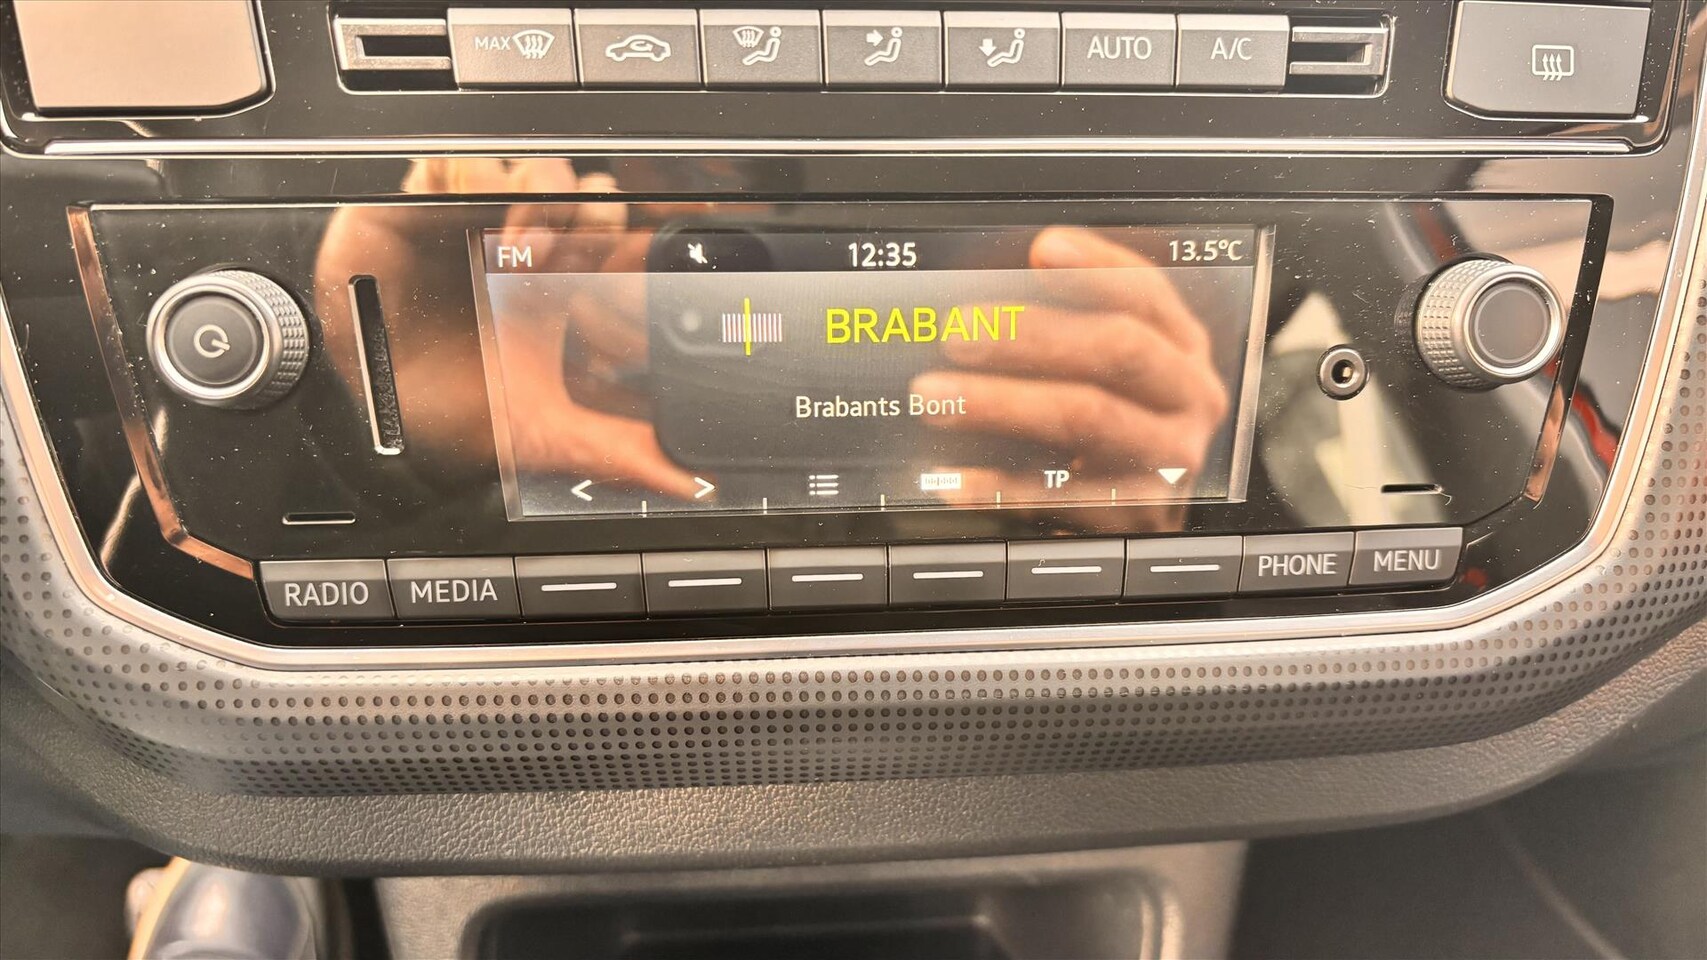 MAX AUTO A/C
FM 12:35 13.5°C
BRABANT
Brabants Bont
< > TP
RADIO MEDIA PHONE MENU